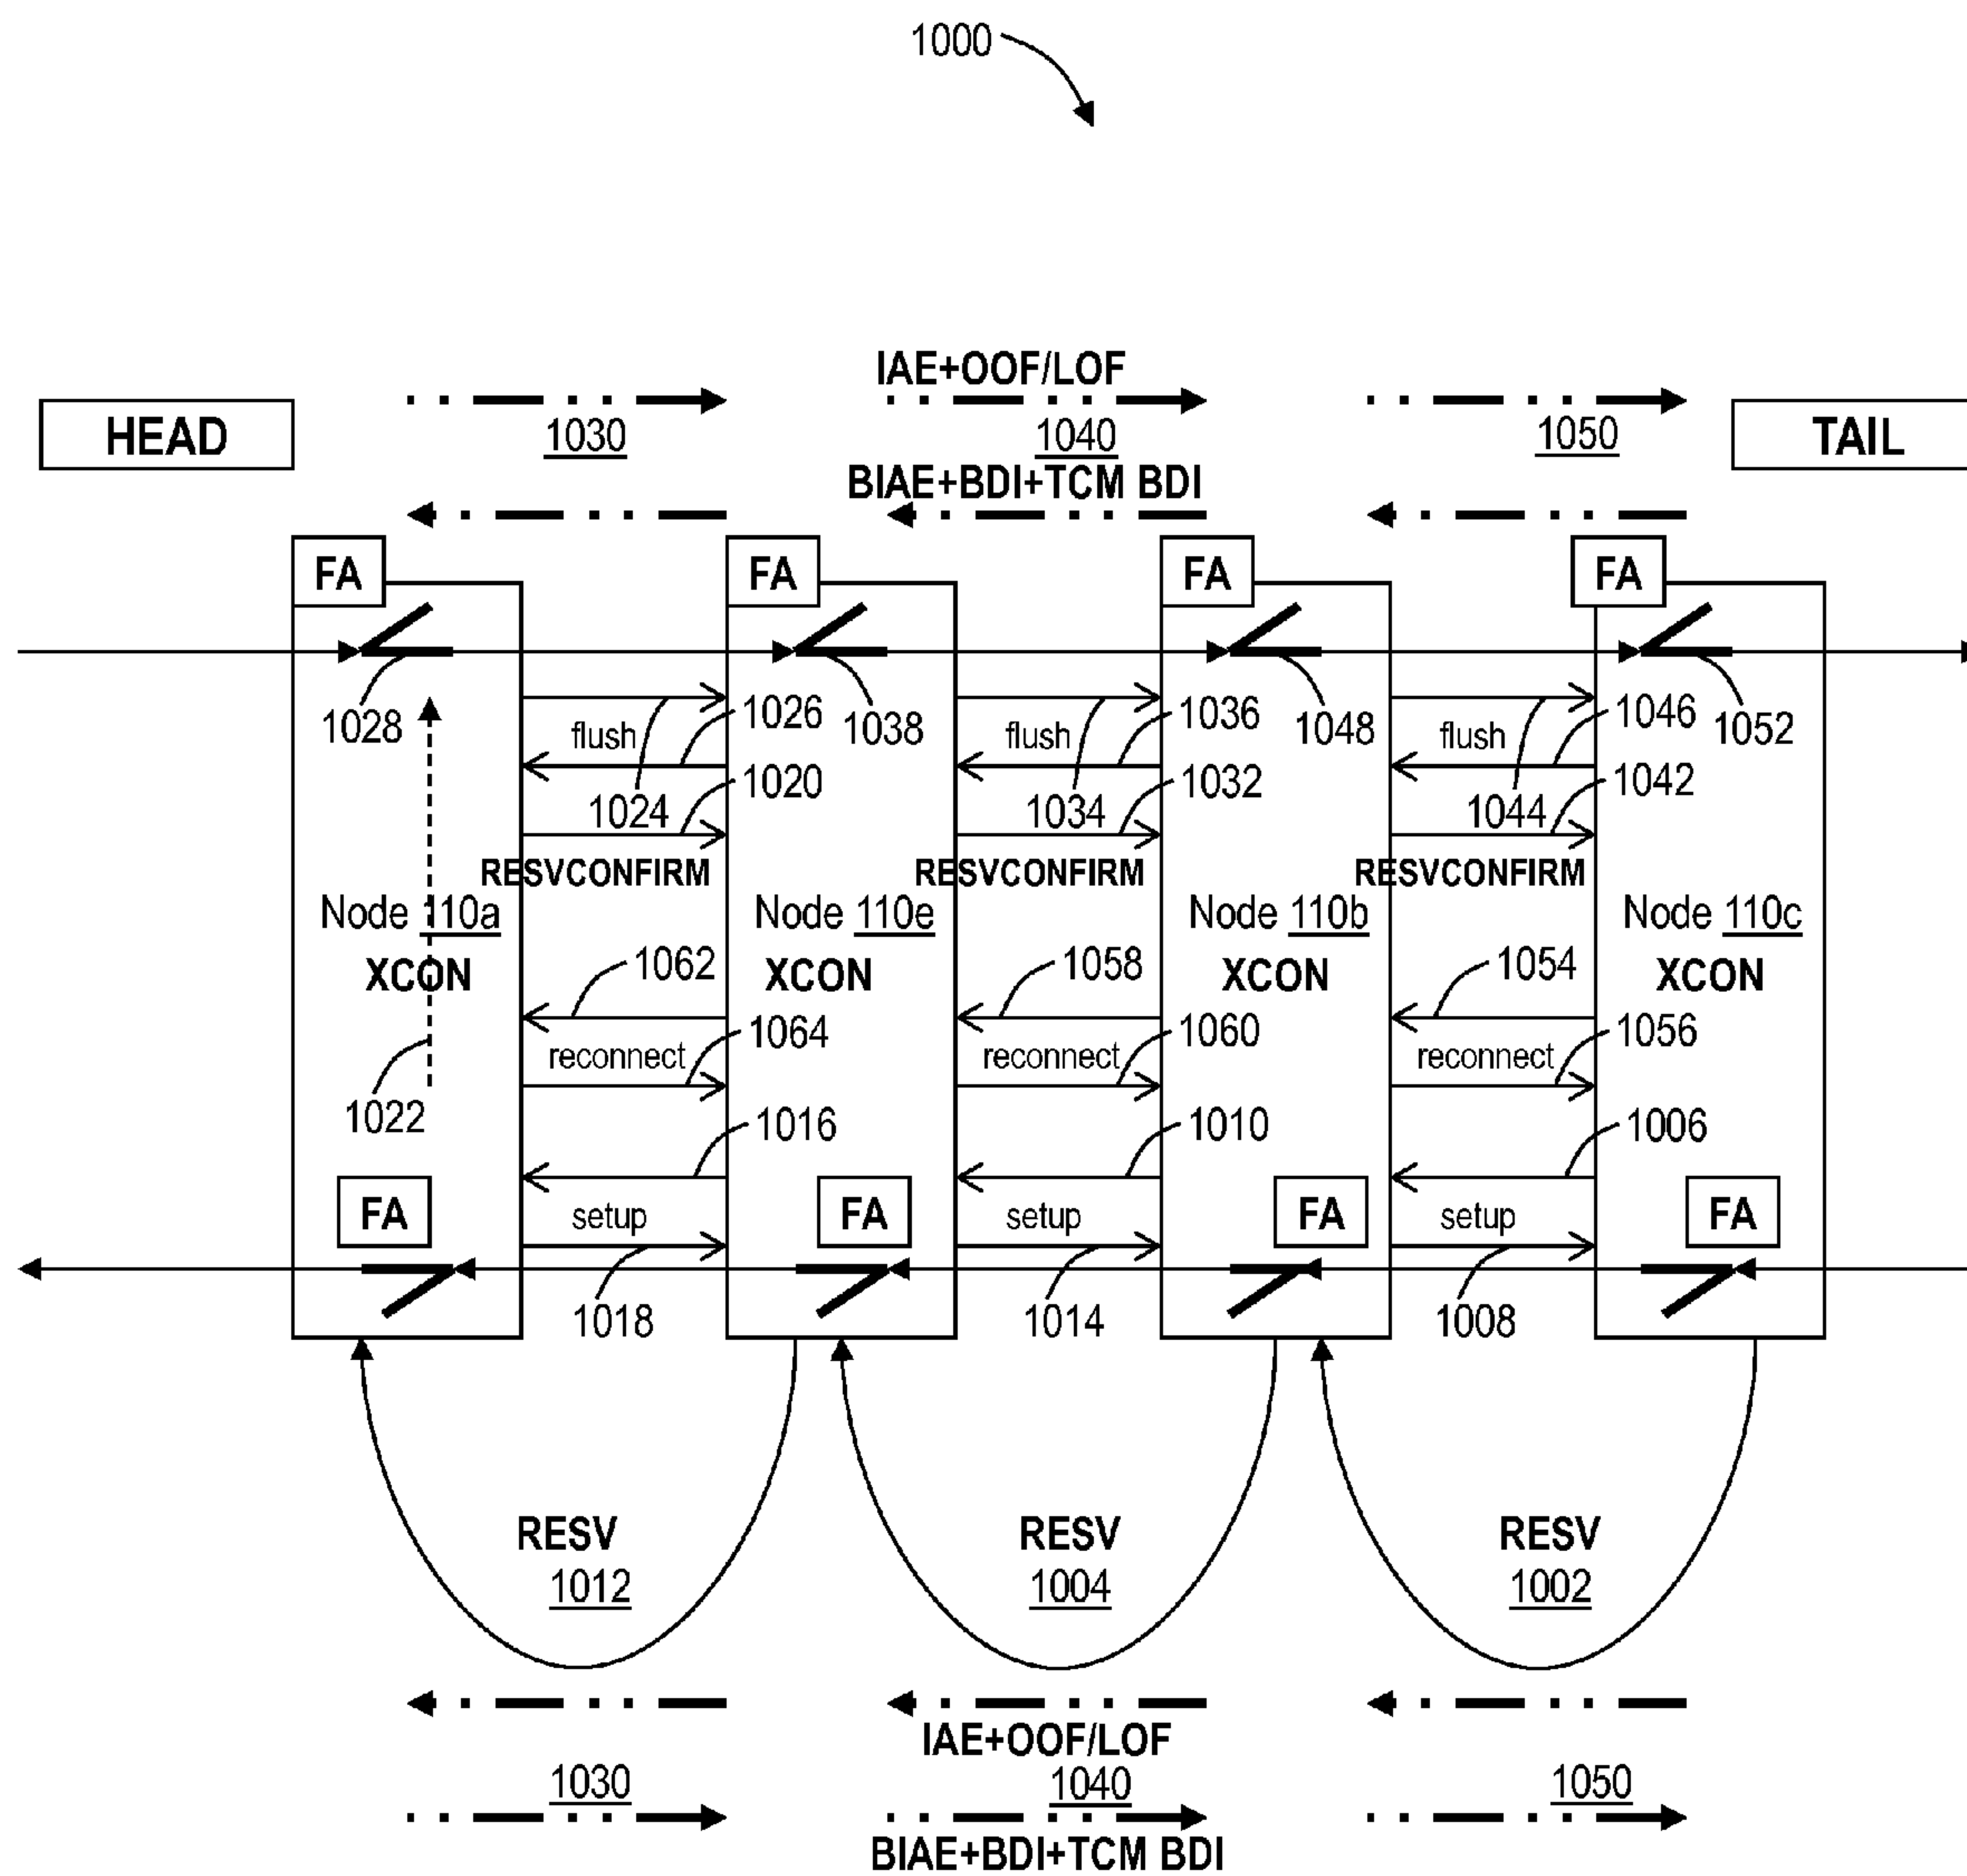 1000
IAE+OOF/LOF
HEAD
1030
1040
1050
TAIL
BIAE+BDI+TCM BDI
FA
FA
FA
FA
1028
flush
1026
1038
flush
1036
1048
flush
1046
1052
1024
1020
1034
1032
1044
1042
RESVCONFIRM
RESVCONFIRM
RESVCONFIRM
Node 110a
Node 110e
Node 110b
Node 110c
XCON
1062
XCON
1058
XCON
1054
XCON
reconnect
1064
reconnect
1060
reconnect
1056
1022
1016
1010
1006
FA
setup
FA
setup
FA
setup
FA
1018
1014
1008
RESV
RESV
RESV
1012
1004
1002
IAE+OOF/LOF
1030
1040
1050
BIAE+BDI+TCM BDI